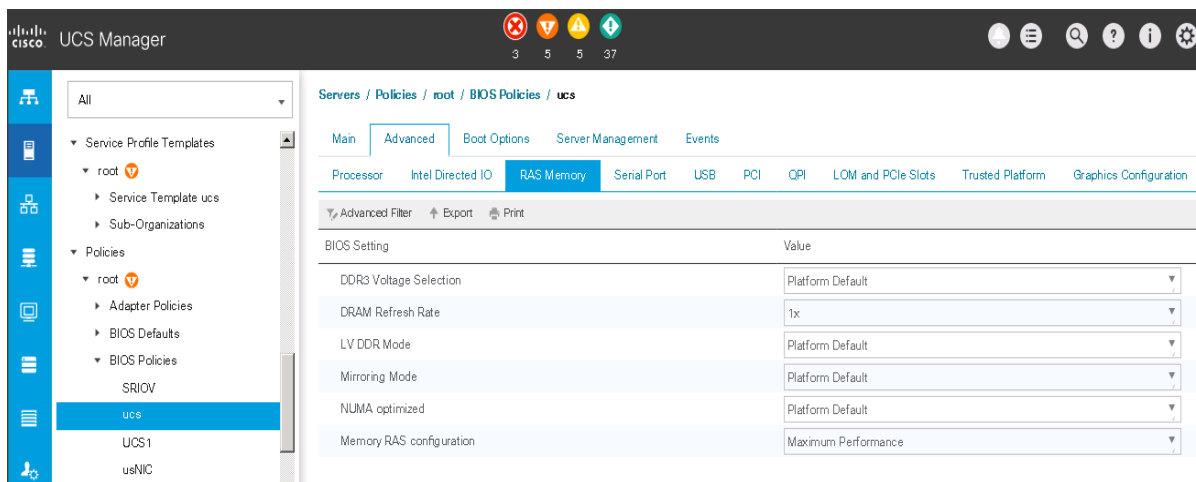 CISCO. UCS Manager
3 5 5 37
All
Service Profile Templates
root
Service Template ucs
Sub-Organizations
Policies
root
Adapter Policies
BIOS Defaults
BIOS Policies
SRIOV
ucs
UCS1
usNIC
Servers / Policies / root / BIOS Policies / ucs
Main Advanced Boot Options Server Management Events
Processor Intel Directed IO RAS Memory Serial Port USB PCI QPI LOM and PCIe Slots Trusted Platform Graphics Configuration
Advanced Filter Export Print
BIOS Setting Value
DDR3 Voltage Selection Platform Default
DRAM Refresh Rate 1x
LV DDR Mode Platform Default
Mirroring Mode Platform Default
NUMA optimized Platform Default
Memory RAS configuration Maximum Performance